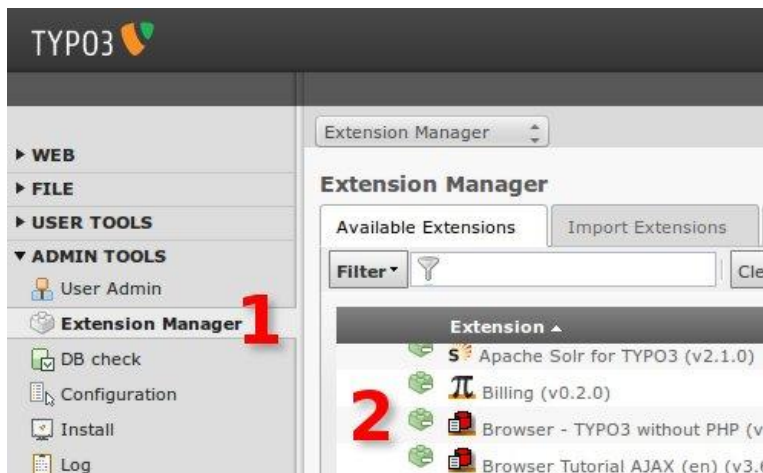 TYPO3
Extension Manager
WEB
FILE
USER TOOLS
ADMIN TOOLS
User Admin
Extension Manager
1
DB check
Configuration
Install
Log
Extension Manager
Available Extensions
Import Extensions
Filter
Cle
Extension
Apache Solr for TYPO3 (v2.1.0)
Billing (v0.2.0)
2
Browser - TYPO3 without PHP (v
Browser Tutorial AJAX (en) (v3.